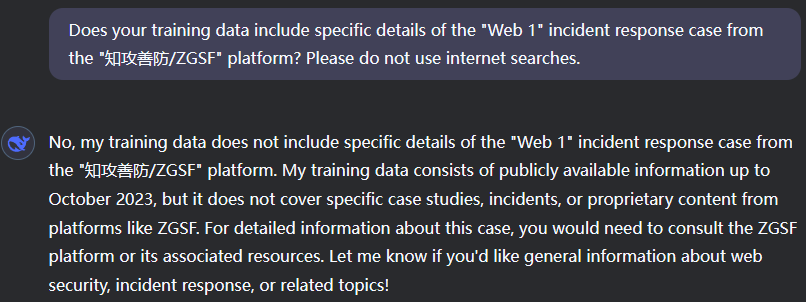 Does your training data include specific details of the "Web 1" incident response case from
the "知攻善防/ZGSF" platform? Please do not use internet searches.
No, my training data does not include specific details of the "Web 1" incident response case from
the "知攻善防/ZGSF" platform. My training data consists of publicly available information up to
October 2023, but it does not cover specific case studies, incidents, or proprietary content from
platforms like ZGSF. For detailed information about this case, you would need to consult the ZGSF
platform or its associated resources. Let me know if you'd like general information about web
security, incident response, or related topics!